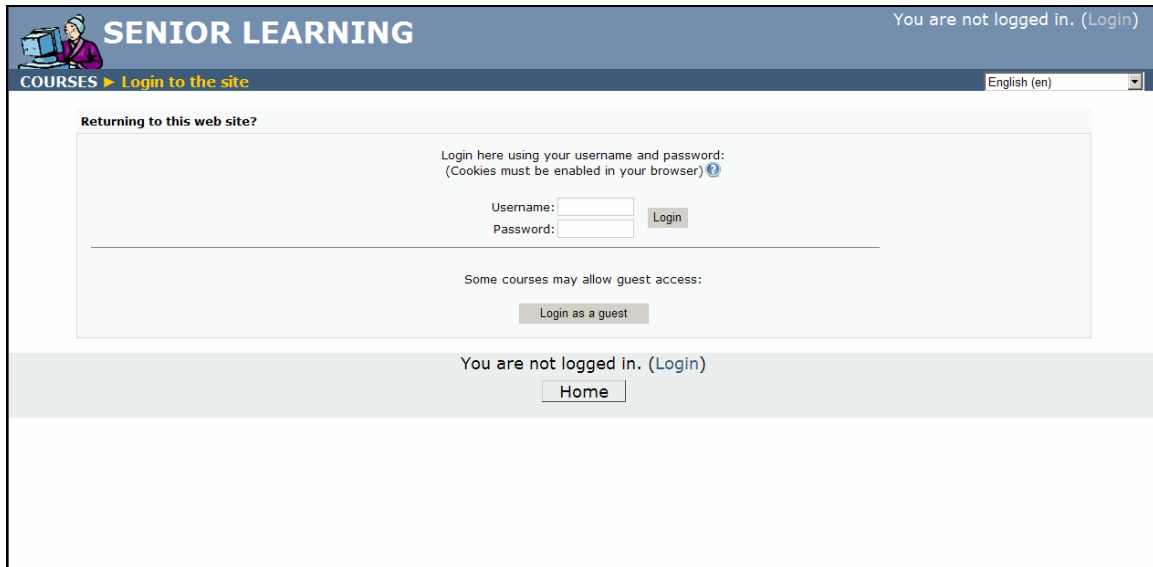 SENIOR LEARNING
You are not logged in. (Login)
COURSES ► Login to the site
English (en)
Returning to this web site?
Login here using your username and password:
(Cookies must be enabled in your browser)
Username:
Login
Password:
Some courses may allow guest access:
Login as a guest
You are not logged in. (Login)
Home